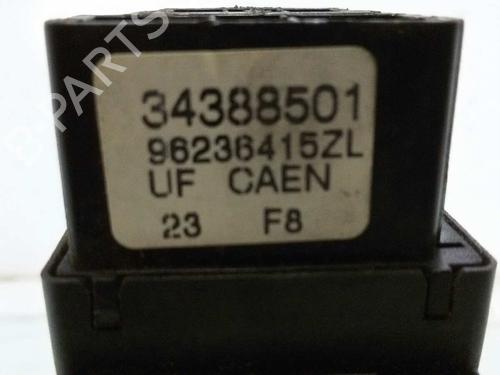 B-PARTS
34388501
96236415ZL
UF CAEN
23 F8